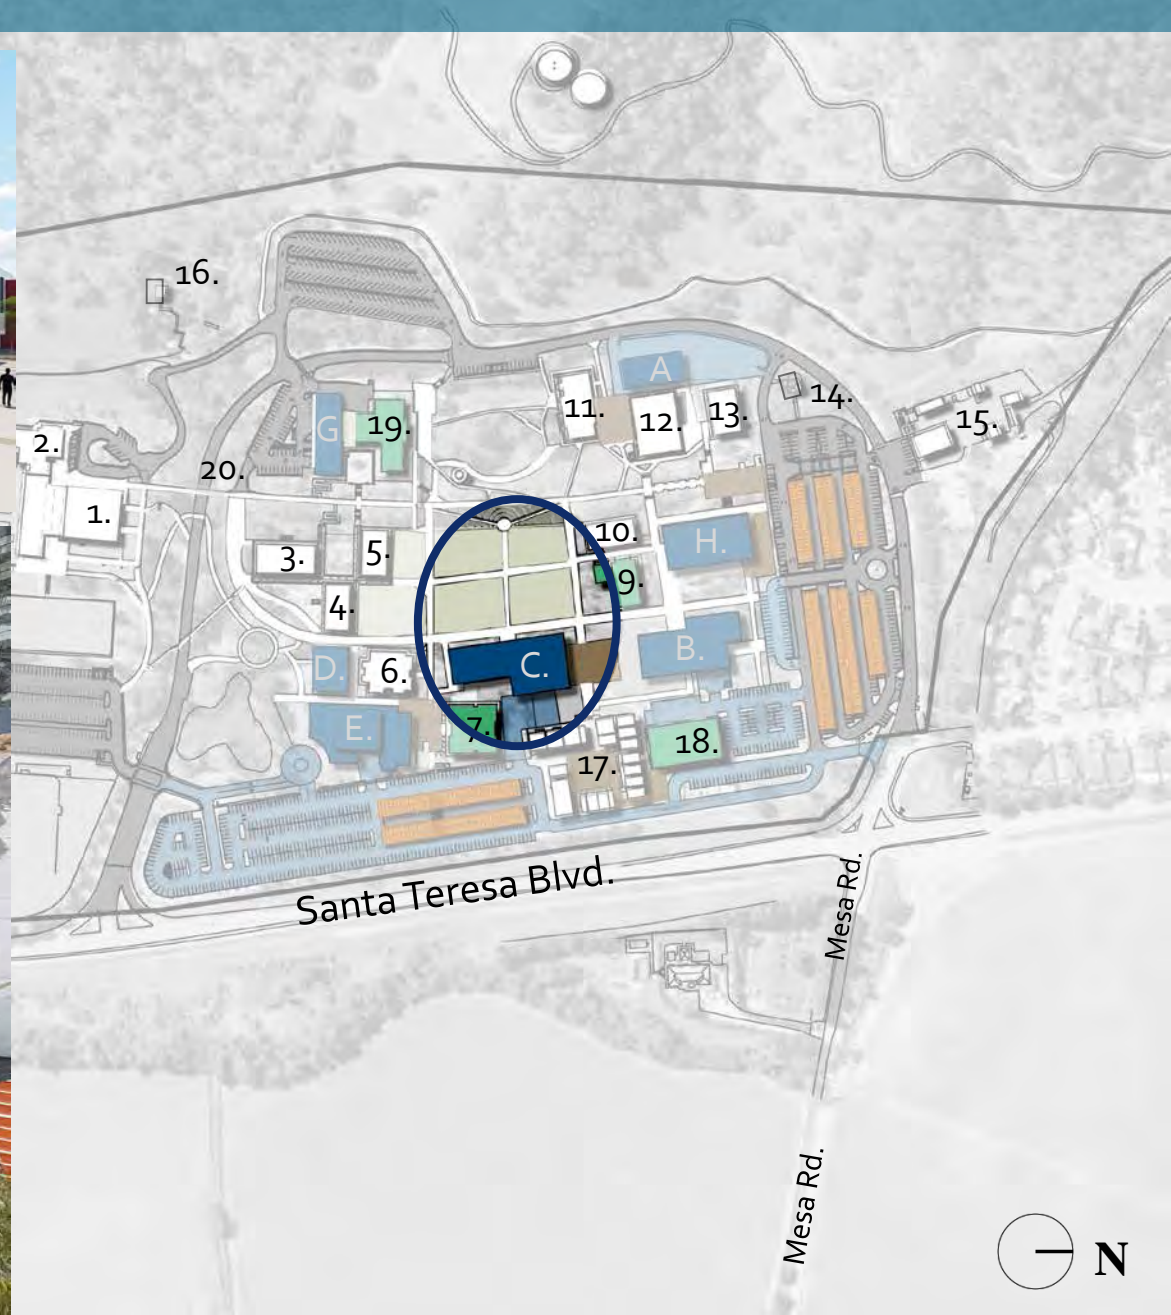 16.
A
11.
12.
13.
14.
15.
G
19.
2.
20.
1.
3.
5.
10.
H.
4.
9.
D.
6.
C.
B.
E.
7.
18.
17.
Santa Teresa Blvd.
Mesa Rd.
Mesa Rd.
N